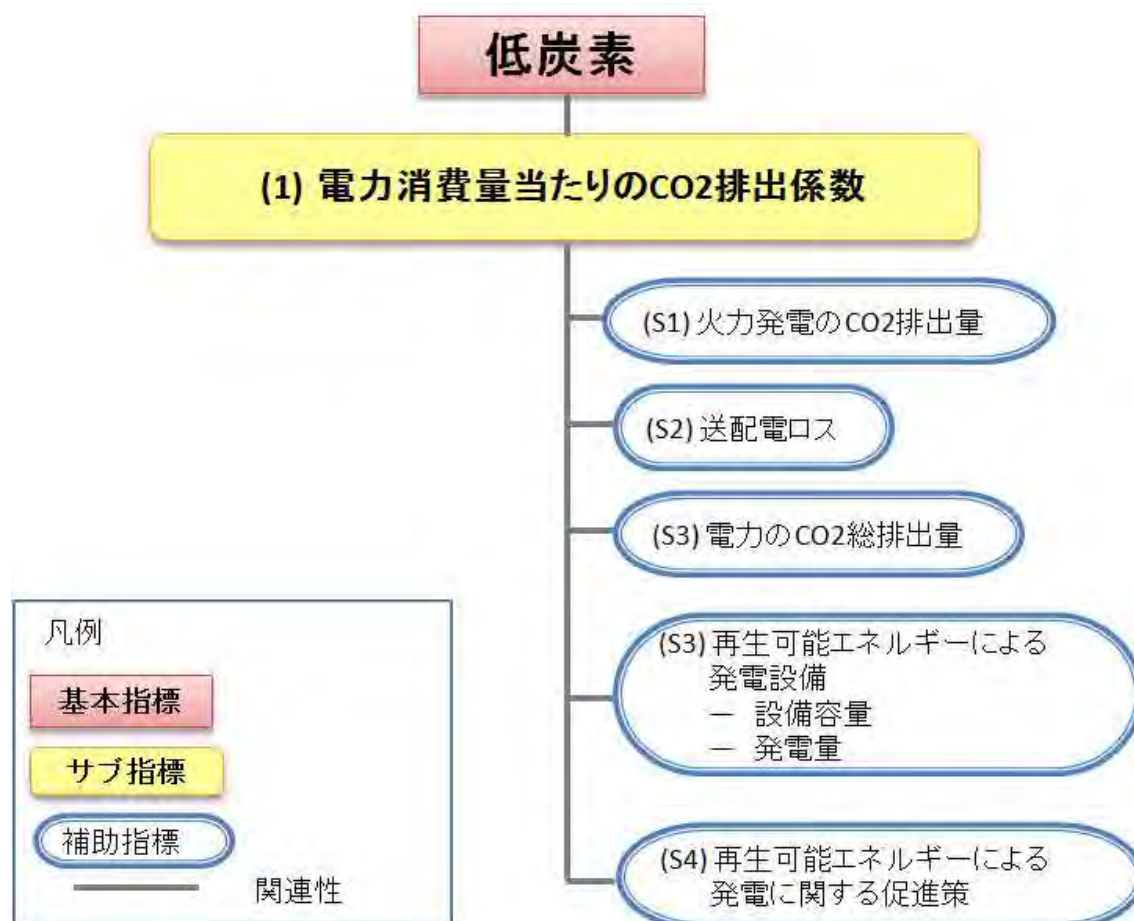 低炭素
(1) 電力消費量当たりのCO2排出係数
(S1) 火力発電のCO2排出量
(S2) 送配電ロス
(S3) 電力のCO2総排出量
(S3) 再生可能エネルギーによる
発電設備
― 設備容量
― 発電量
(S4) 再生可能エネルギーによる
発電に関する促進策
凡例
基本指標
サブ指標
補助指標
関連性